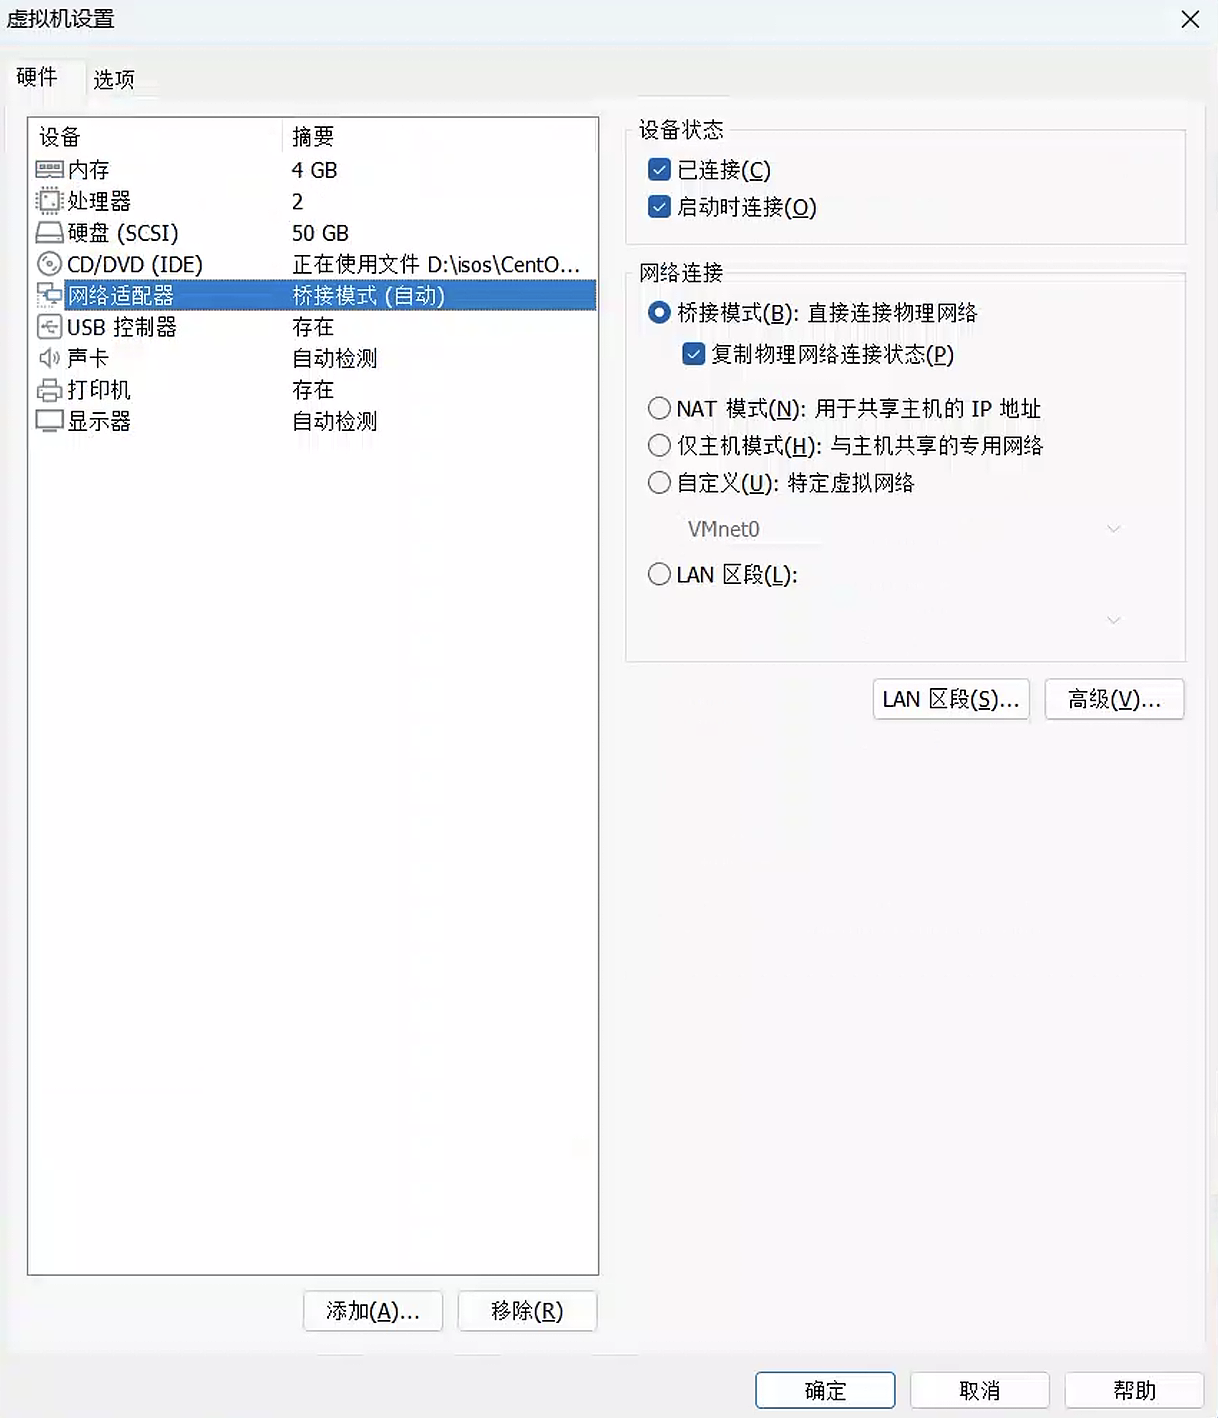 虚拟机设置
硬件 选项
设备 摘要
内存 4 GB
处理器 2
硬盘 (SCSI) 50 GB
CD/DVD (IDE) 正在使用文件 D:\isos\CentO...
网络适配器 桥接模式 (自动)
USB 控制器 存在
声卡 自动检测
打印机 存在
显示器 自动检测
添加(A)... 移除(R)
设备状态
已连接(C)
启动时连接(O)
网络连接
桥接模式(B): 直接连接物理网络
复制物理网络连接状态(P)
NAT 模式(N): 用于共享主机的 IP 地址
仅主机模式(H): 与主机共享的专用网络
自定义(U): 特定虚拟网络
VMnet0
LAN 区段(L):
LAN 区段(S)... 高级(V)...
确定 取消 帮助